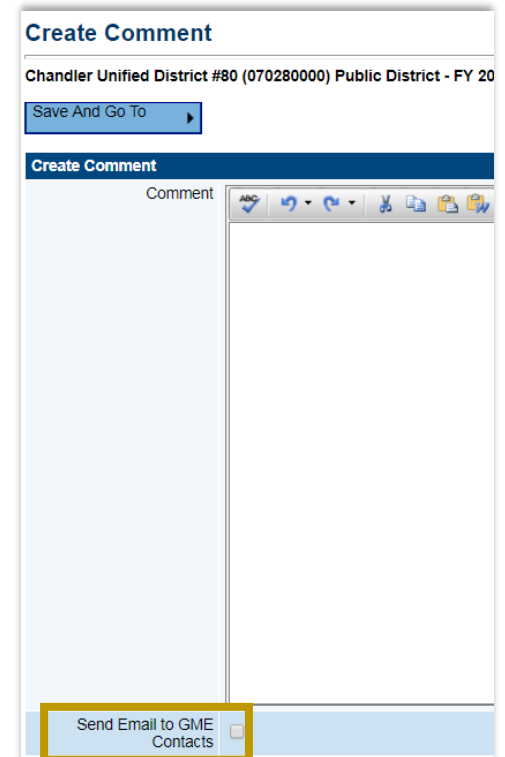 Create Comment
Chandler Unified District #80 (070280000) Public District - FY 20
Save And Go To
Create Comment
Comment
ABC
Send Email to GME
Contacts